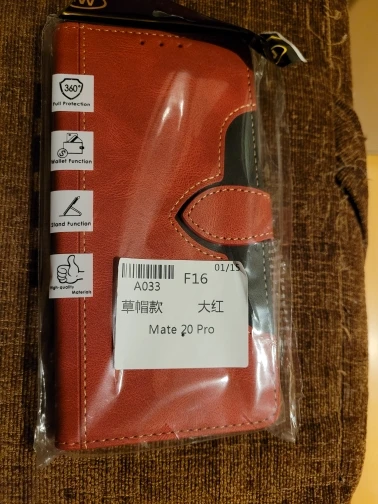 360°
Full Protection
Wallet Function
Stand Function
High-quality
Materials
01/15
F16
A033
草帽款 大红
Mate 20 Pro